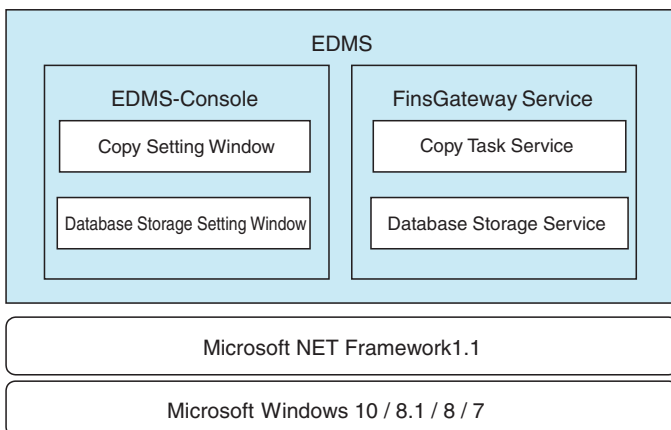 EDMS
EDMS-Console
Copy Setting Window
Database Storage Setting Window
FinsGateway Service
Copy Task Service
Database Storage Service
Microsoft NET Framework1.1
Microsoft Windows 10 / 8.1 / 8 / 7